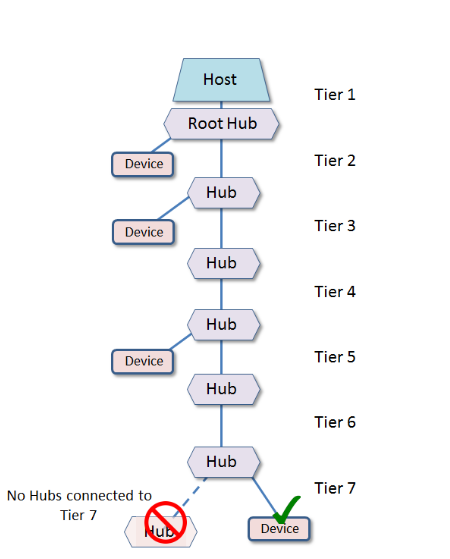 Host
Tier 1
Root Hub
Device
Tier 2
Hub
Device
Tier 3
Hub
Tier 4
Hub
Device
Tier 5
Hub
Tier 6
Hub
Tier 7
No Hubs connected to
Tier 7
Hub
Device